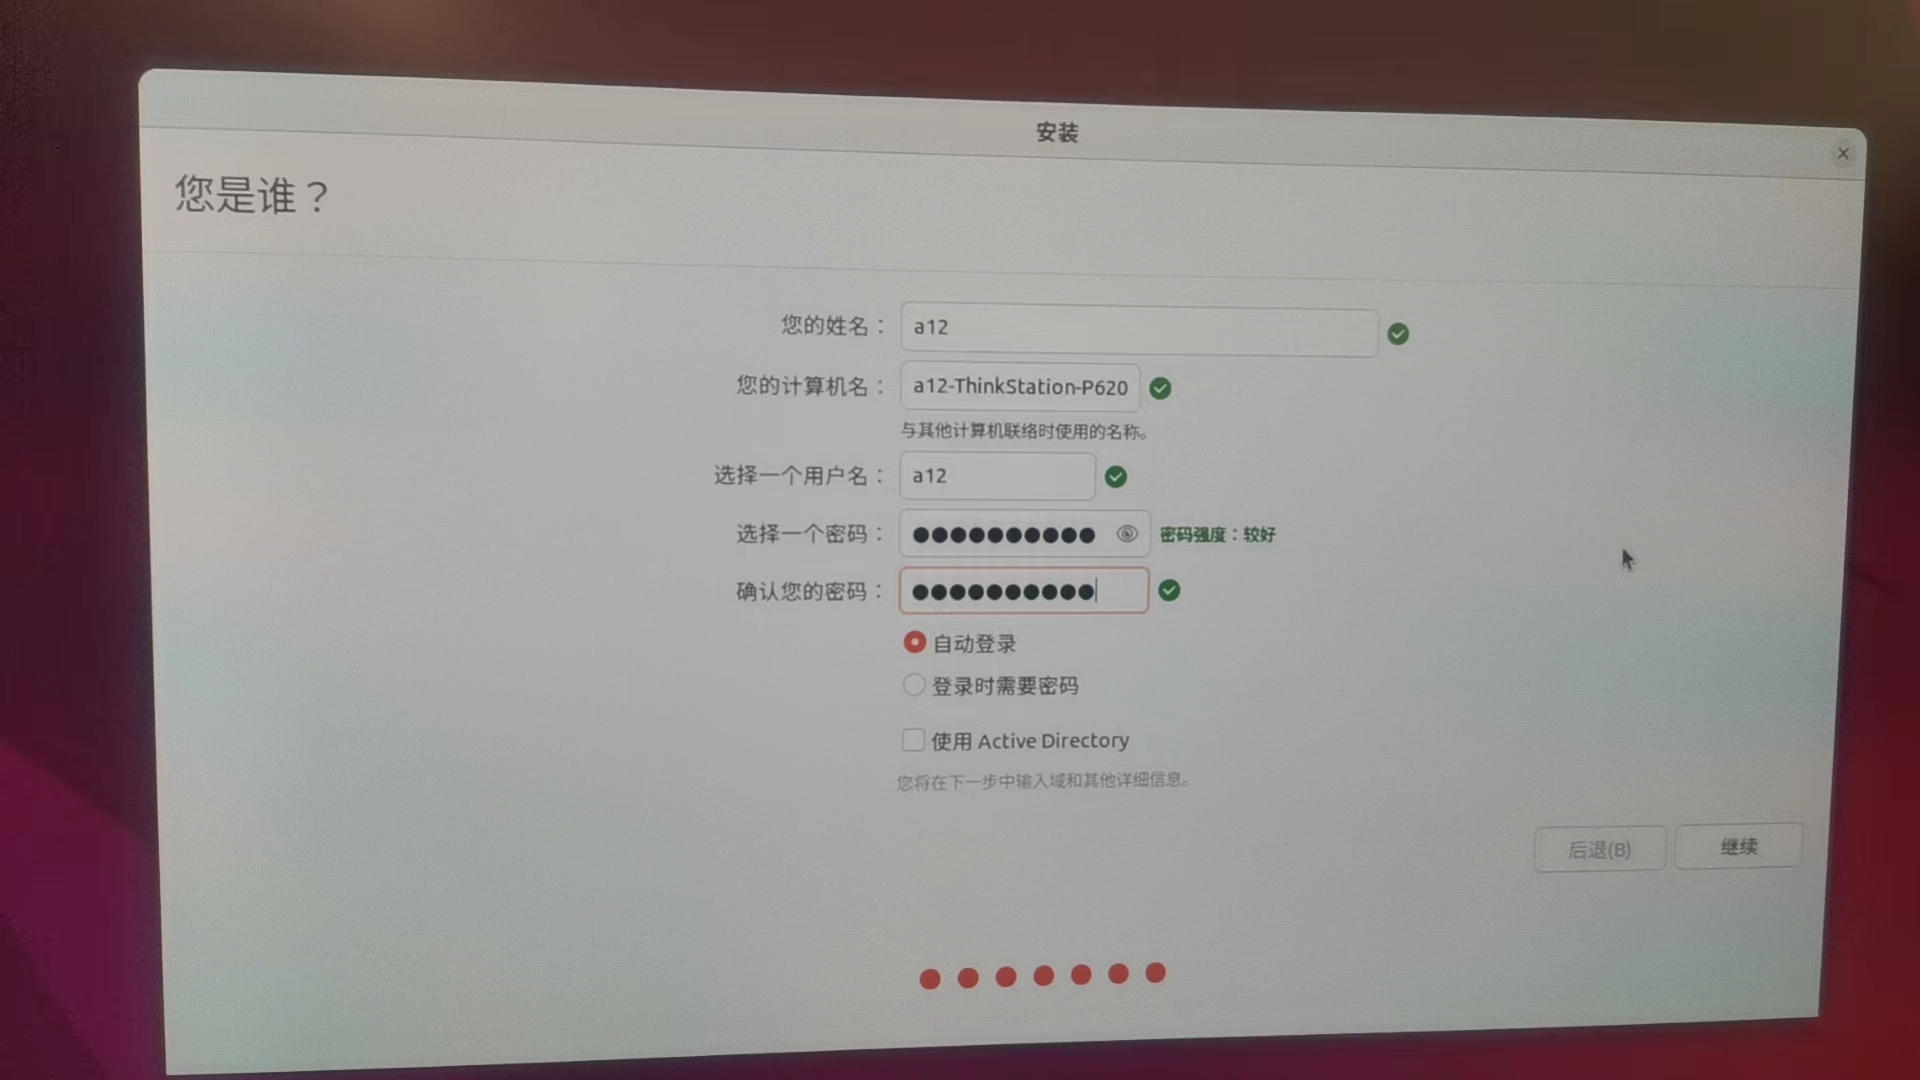 安装
您是谁？
您的姓名： a12
您的计算机名： a12-ThinkStation-P620
与其他计算机联络时使用的名称。
选择一个用户名： a12
选择一个密码： ●●●●●●●●●● 密码强度：较好
确认您的密码： ●●●●●●●●●●
自动登录
登录时需要密码
使用 Active Directory
您将在下一步中输入域和其他详细信息。
后退(B) 继续